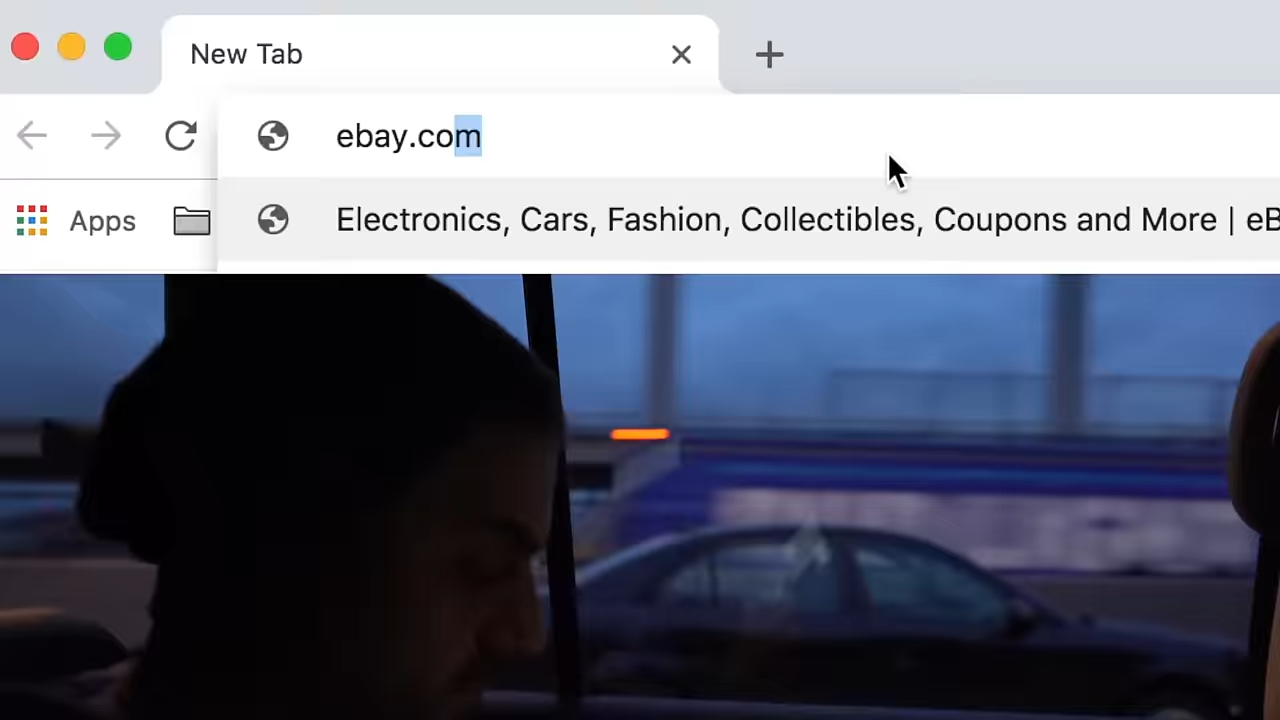 New Tab
ebay.com
Apps
Electronics, Cars, Fashion, Collectibles, Coupons and More | eB